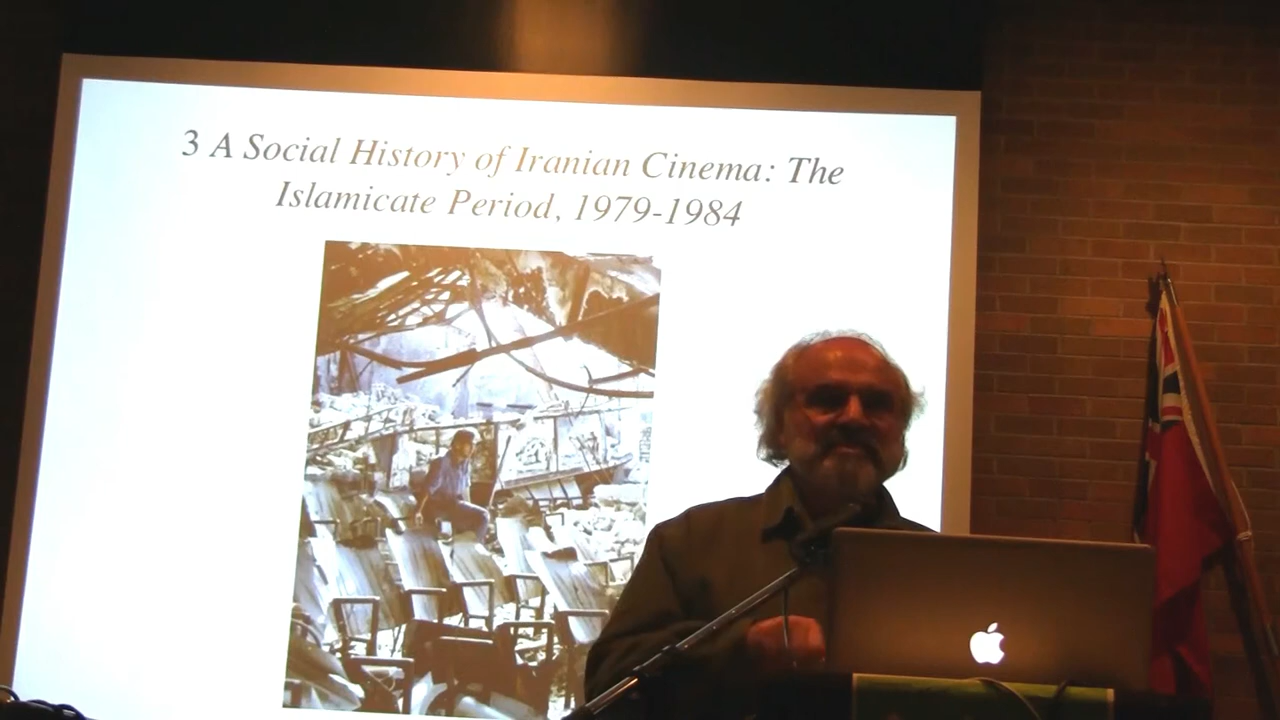 3 A Social History of Iranian Cinema: The
Islamicate Period, 1979-1984